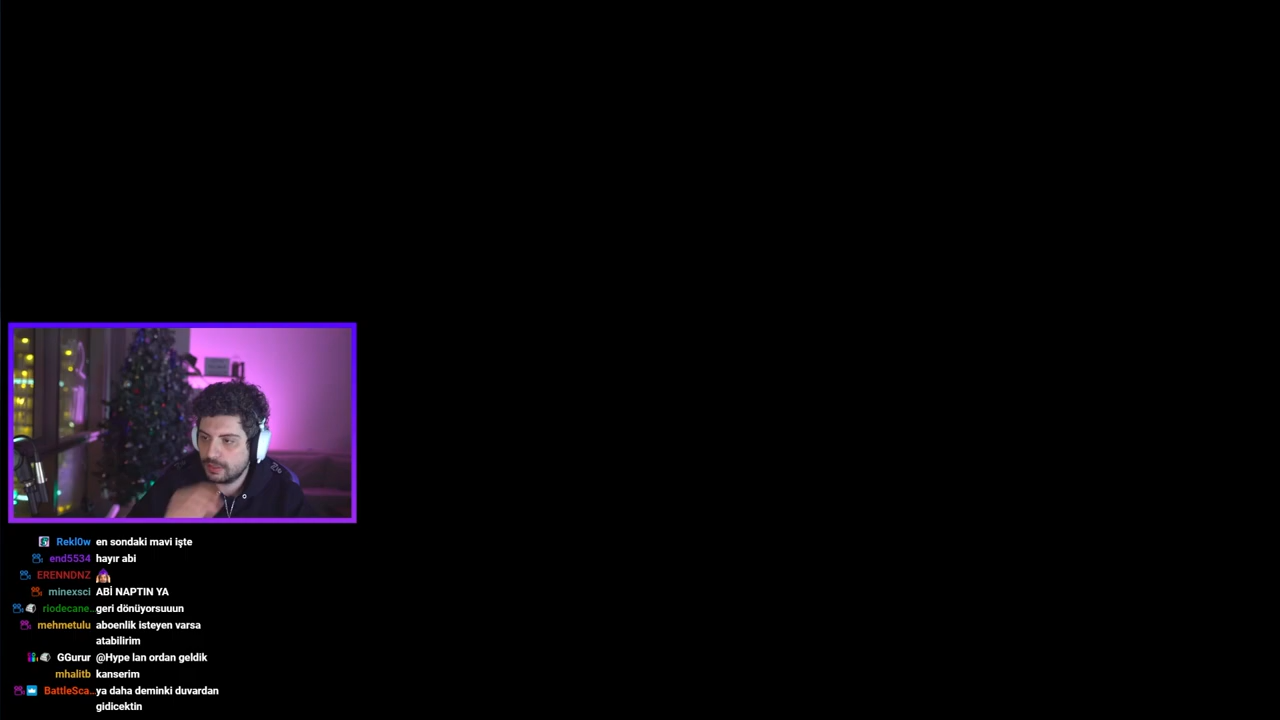 Rekl0w en sondaki mavi işte
end5534 hayır abi
ERENNDNZ
minexsci ABİ NAPTIN YA
riodecane.. geri dönüyorsuuun
mehmetulu aboenlik isteyen varsa
atabilirim
GGurur @Hype lan ordan geldik
mhalitb kanserim
BattleSca.. ya daha deminki duvardan
gidicektin